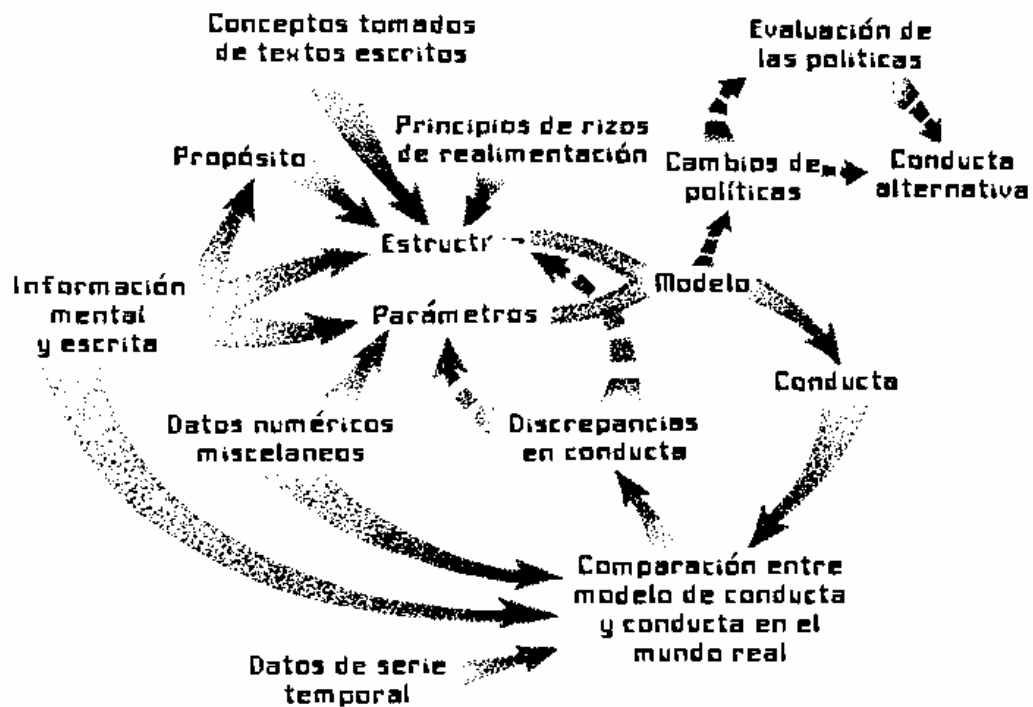 Conceptos tomados
de textos escritos
Evaluación de
las políticas
Principios de rizos
de realimentación
Propósito
Cambios de
políticas
Conducta
alternativa
Información
mental
y escrita
Parámetros
Modelo
Conducta
Datos numéricos
miscelaneos
Discrepancias
en conducta
Comparación entre
modelo de conducta
y conducta en el
mundo real
Datos de serie
temporal